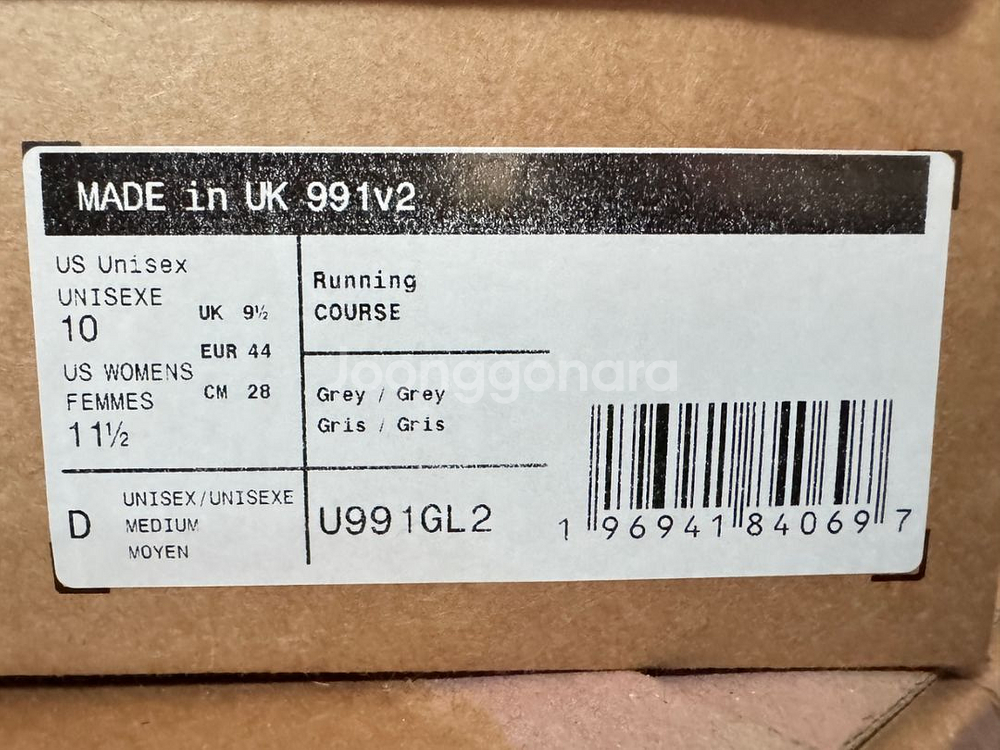 MADE in UK 991v2
US Unisex
UNISEXE
10
UK 9½
EUR 44
CM 28
US WOMENS
FEMMES
11½
Running
COURSE
Grey / Grey
Gris / Gris
D
UNISEX/UNISEXE
MEDIUM
MOYEN
U991GL2
1 96941 84069 7
Joonggonara